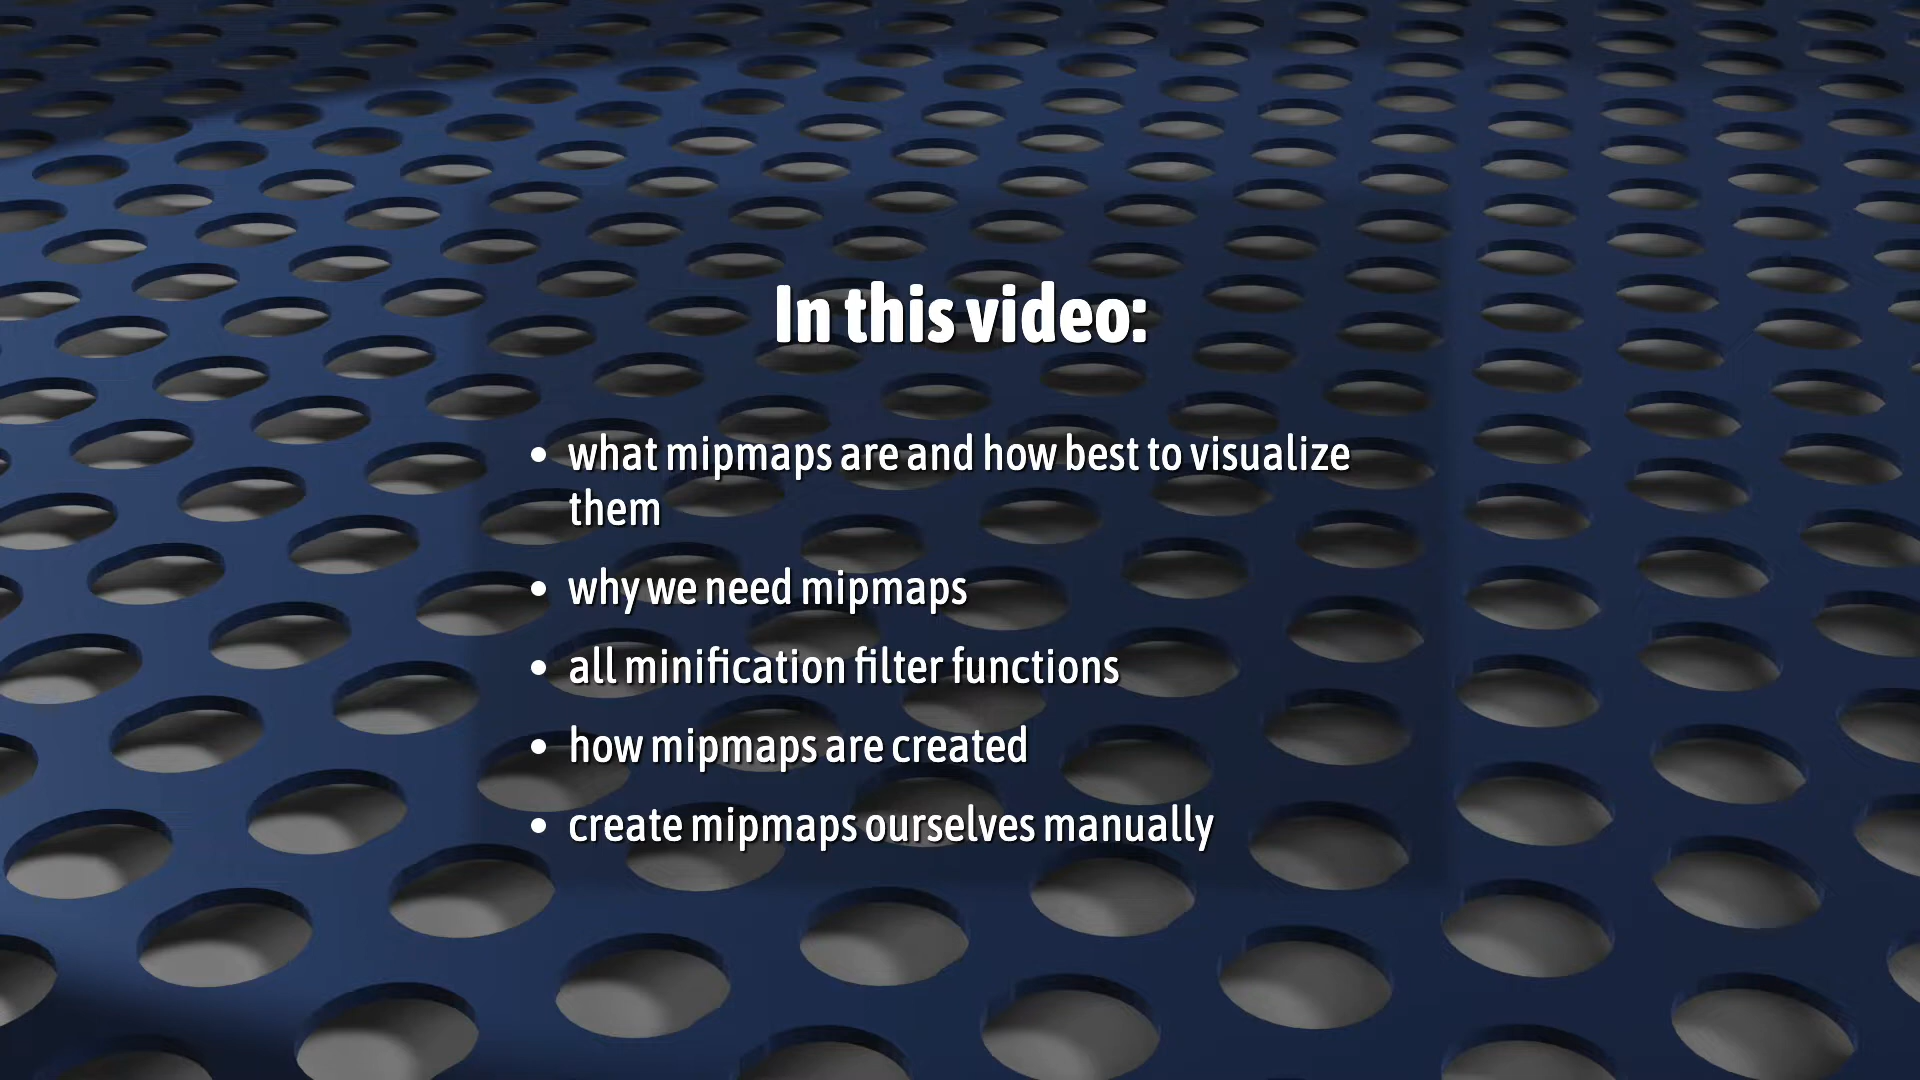 In this video:
• what mipmaps are and how best to visualize
them
• why we need mipmaps
• all minification filter functions
• how mipmaps are created
• create mipmaps ourselves manually